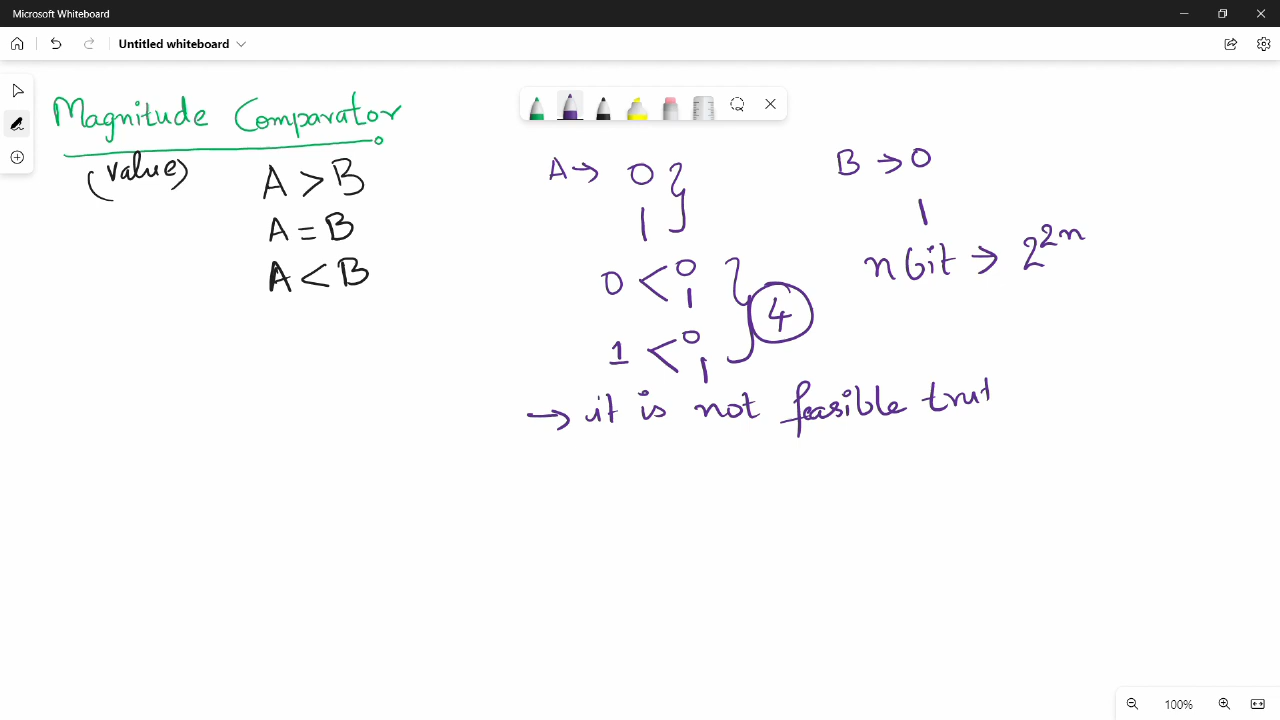 Microsoft Whiteboard
Untitled whiteboard
Magnitude Comparator
(value)
A > B
A = B
A < B
A → 0
1
B → 0
1
n bit → 2^2n
0 < 0
1
1 < 0
1
4
→ it is not feasible trut
100%